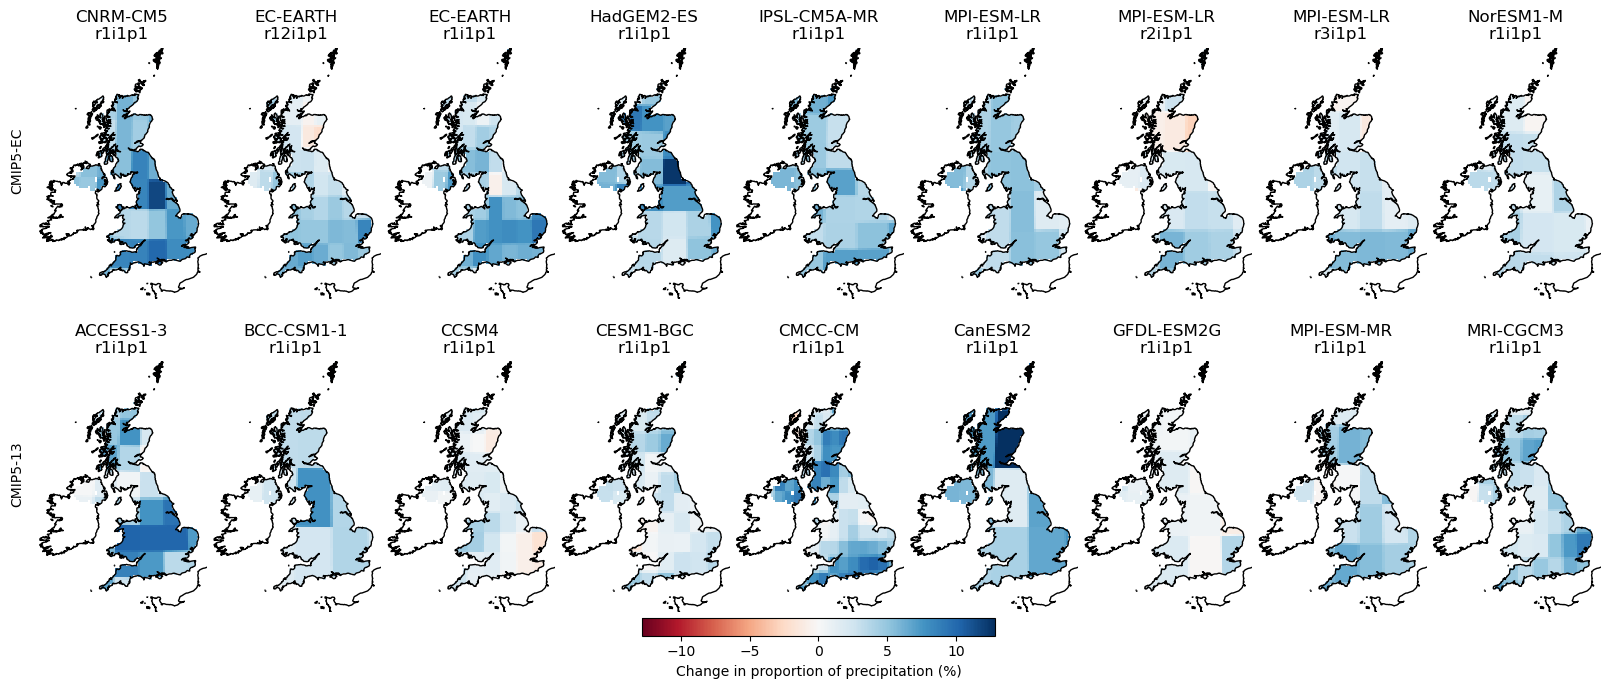 CNRM-CM5 EC-EARTH EC-EARTH HadGEM2-ES IPSL-CM5A-MR MPI-ESM-LR MPI-ESM-LR MPI-ESM-LR NorESM1-M
r1i1p1 r12i1p1 r1i1p1 r1i1p1 r1i1p1 r1i1p1 r2i1p1 r3i1p1 r1i1p1
CMIP5-EC
ACCESS1-3 BCC-CSM1-1 CCSM4 CESM1-BGC CMCC-CM CanESM2 GFDL-ESM2G MPI-ESM-MR MRI-CGCM3
r1i1p1 r1i1p1 r1i1p1 r1i1p1 r1i1p1 r1i1p1 r1i1p1 r1i1p1 r1i1p1
CMIP5-13
−10 −5 0 5 10
Change in proportion of precipitation (%)